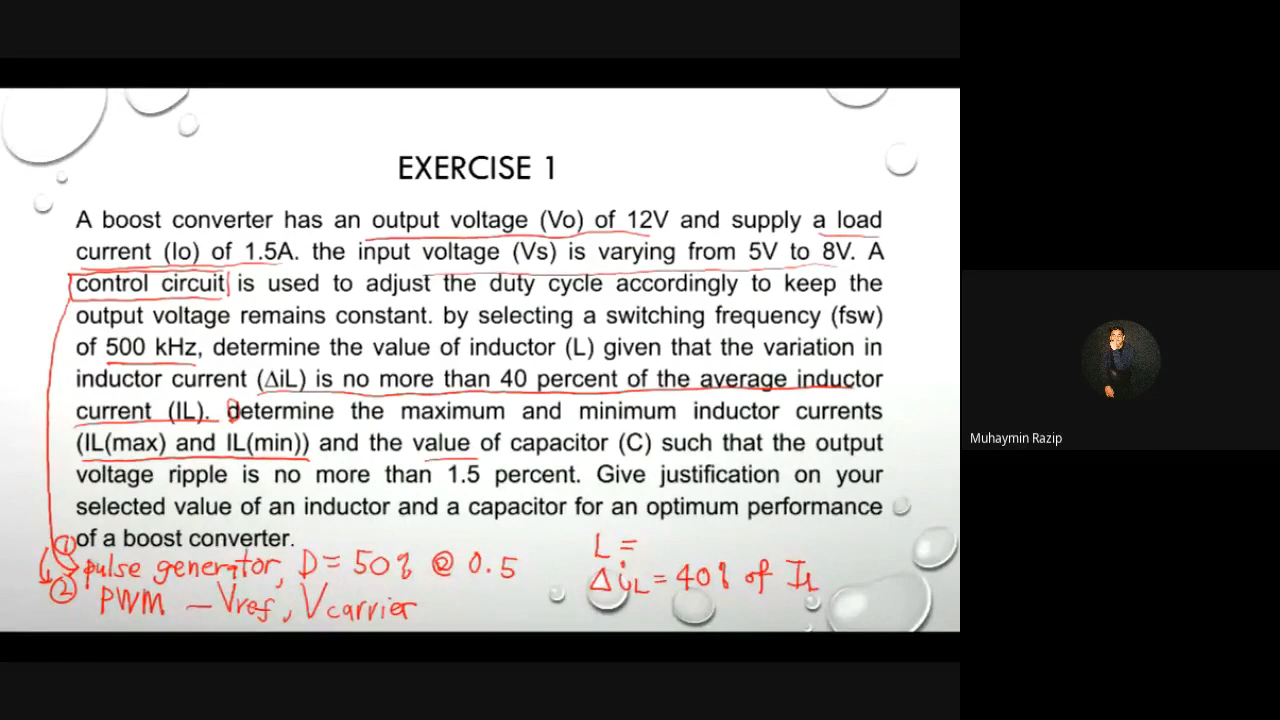 EXERCISE 1
A boost converter has an output voltage (Vo) of 12V and supply a load
current (Io) of 1.5A. the input voltage (Vs) is varying from 5V to 8V. A
control circuit is used to adjust the duty cycle accordingly to keep the
output voltage remains constant. by selecting a switching frequency (fsw)
of 500 kHz, determine the value of inductor (L) given that the variation in
inductor current (∆iL) is no more than 40 percent of the average inductor
current (IL). determine the maximum and minimum inductor currents
(IL(max) and IL(min)) and the value of capacitor (C) such that the output
voltage ripple is no more than 1.5 percent. Give justification on your
selected value of an inductor and a capacitor for an optimum performance
of a boost converter.
① pulse generator, D = 50% @ 0.5
② PWM – Vref, Vcarrier
L =
∆iL = 40% of IL
Muhaymin Razip